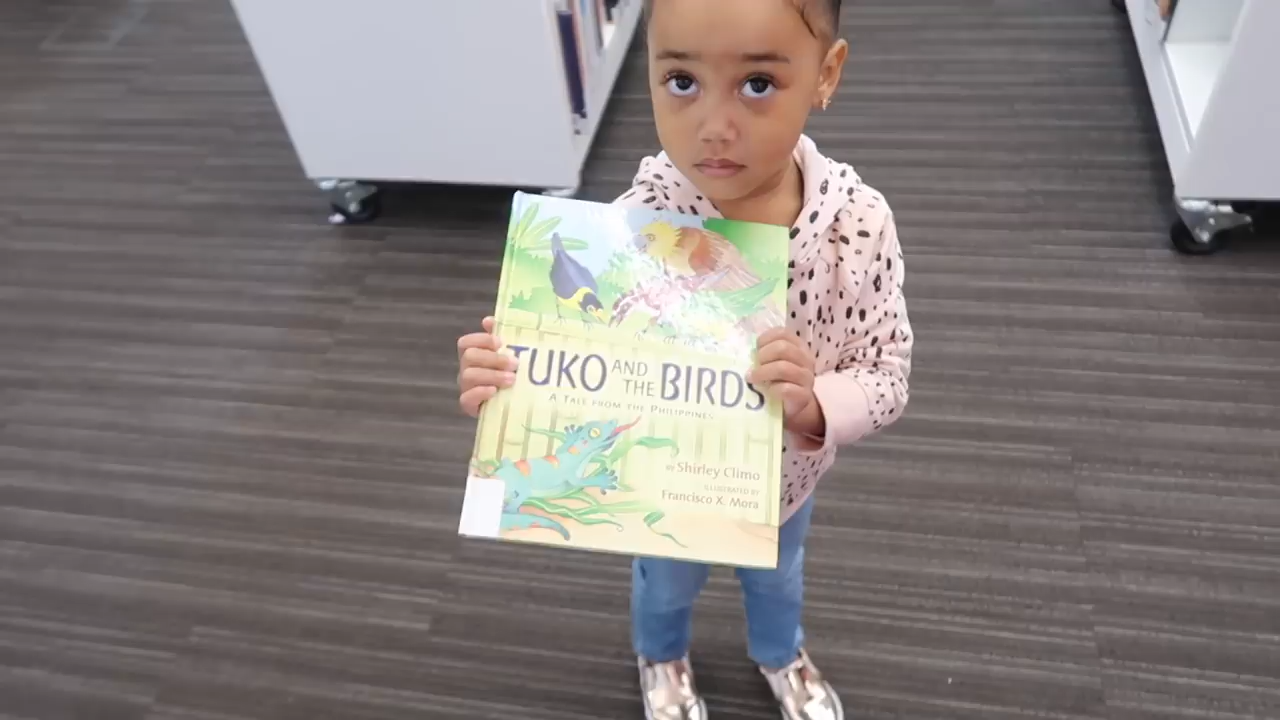 TUKO AND THE BIRDS
A TALE FROM THE PHILIPPINES
BY Shirley Climo
ILLUSTRATED BY
Francisco X. Mora